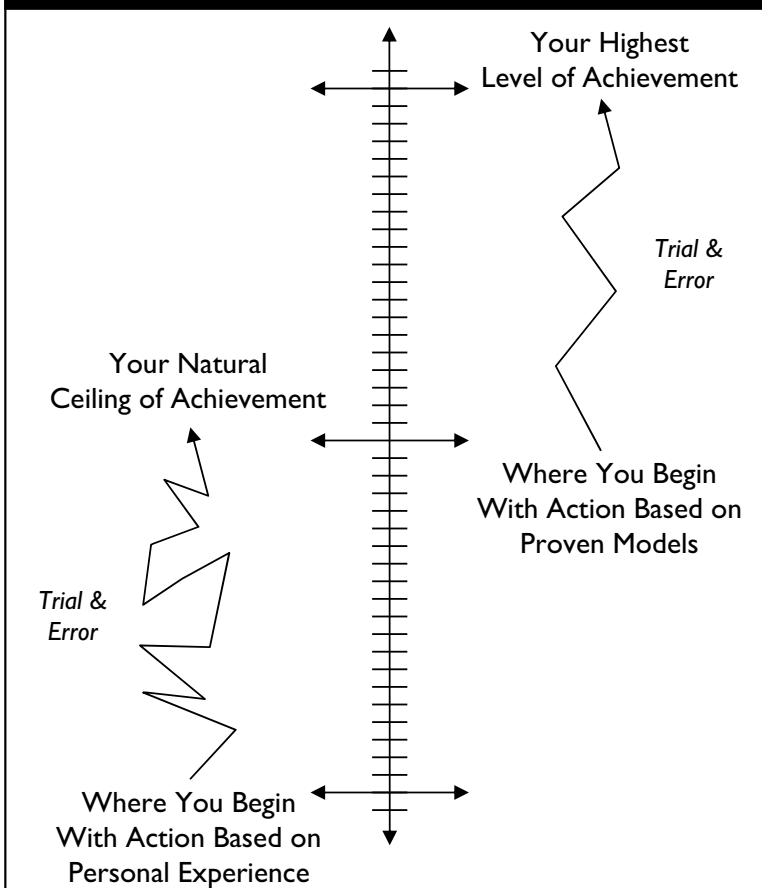 Your Highest
Level of Achievement
Trial &
Error
Your Natural
Ceiling of Achievement
Where You Begin
With Action Based on
Proven Models
Trial &
Error
Where You Begin
With Action Based on
Personal Experience